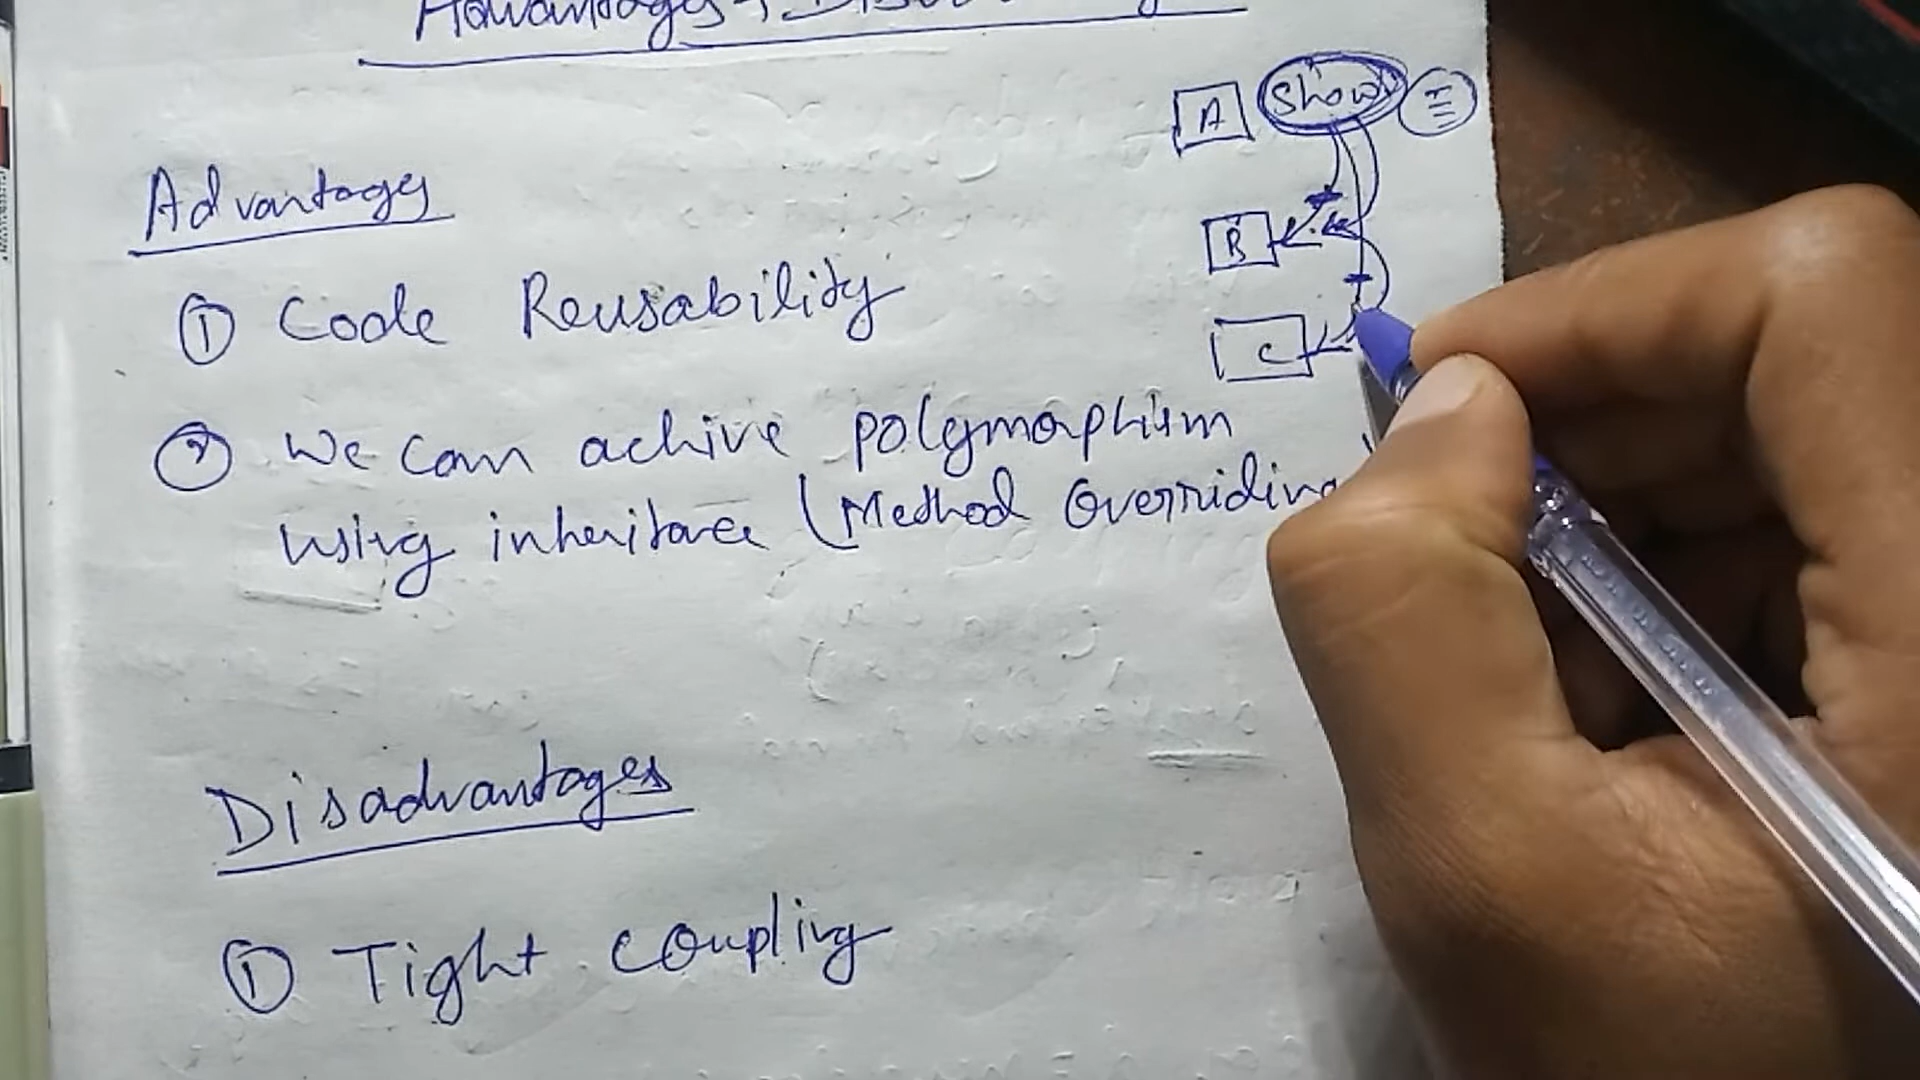 Advantages
A
Show
B
① Code Reusability
C
② We can achive polymorphism
using inheritance (Method Overriding
Disadvantages
① Tight coupling